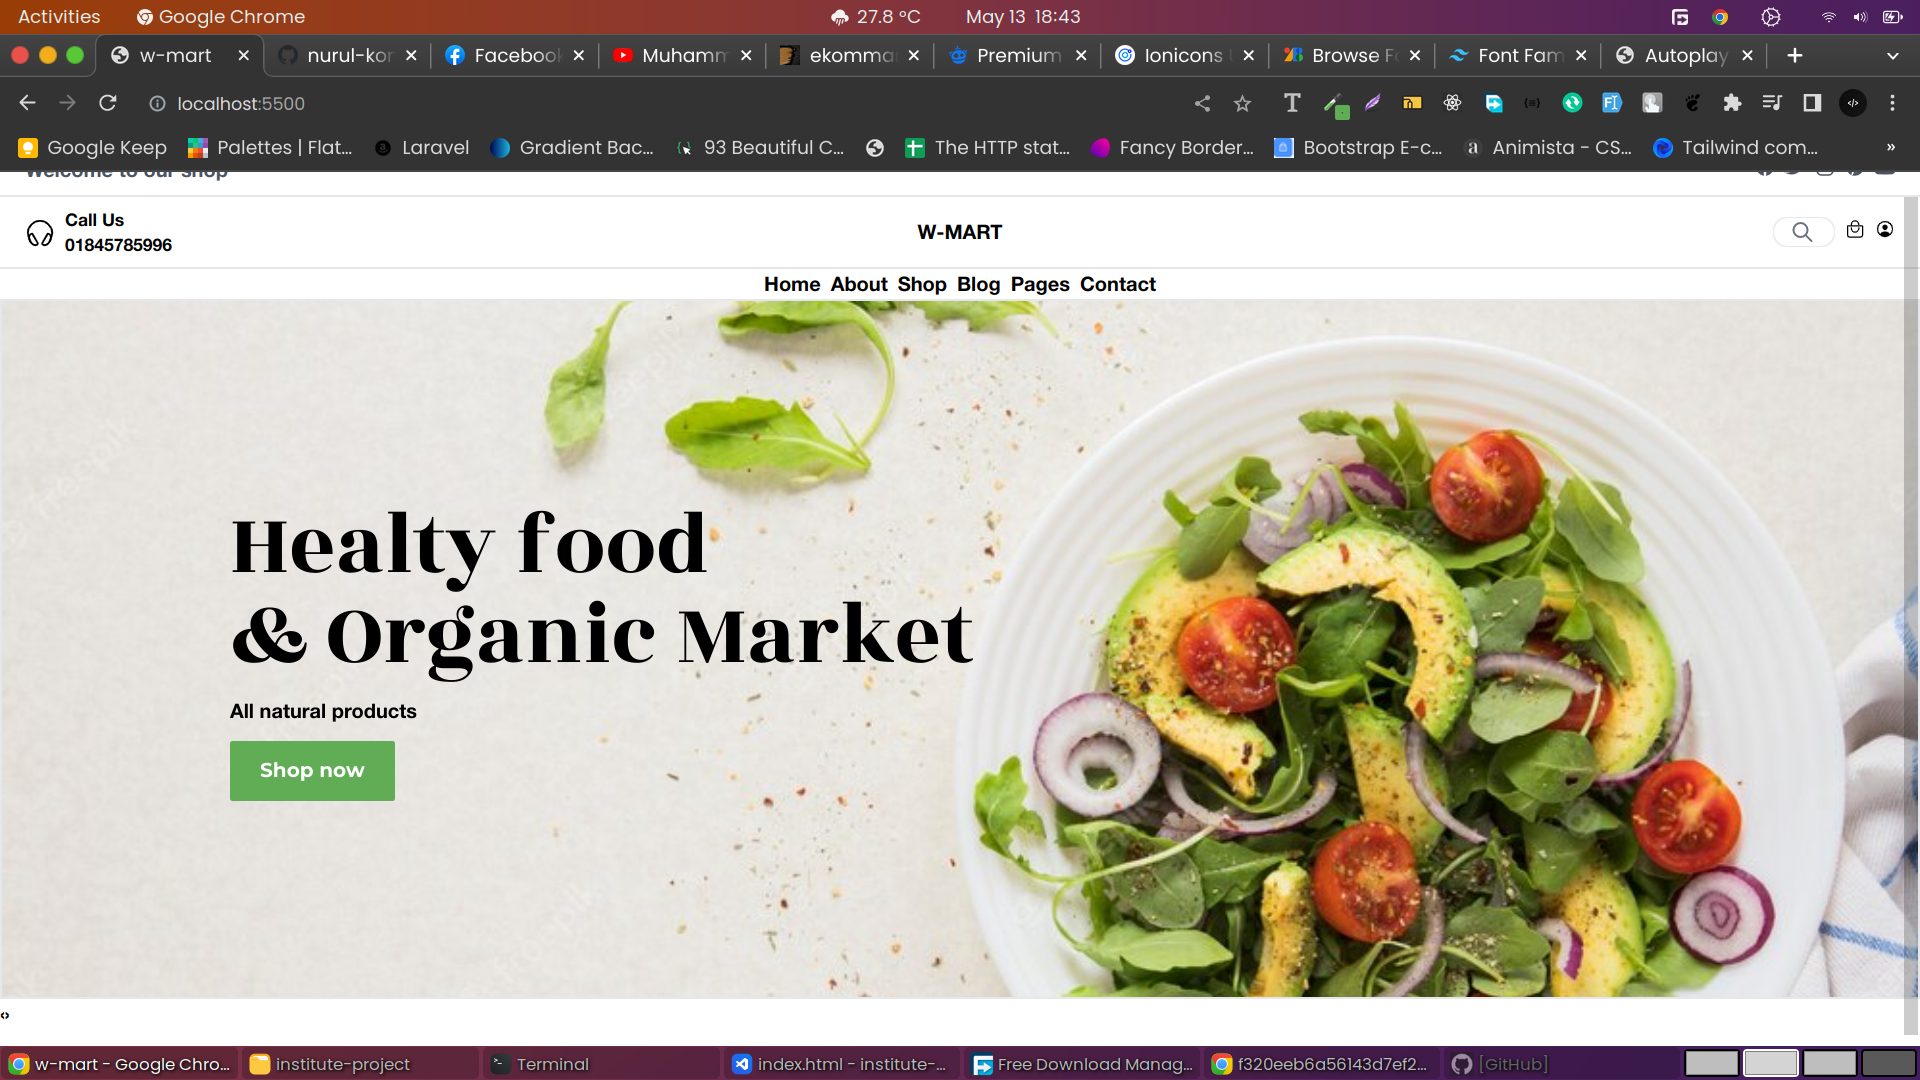 Activities Google Chrome 27.8 °C May 13 18:43
w-mart nurul-kor Facebook Muhamm ekomma Premium Ionicons Browse Fo Font Fam Autoplay
localhost:5500
Google Keep Palettes | Flat... Laravel Gradient Bac... 93 Beautiful C... The HTTP stat... Fancy Border... Bootstrap E-c... Animista - CS... Tailwind com... »
Welcome to our shop
Call Us
01845785996
W-MART
Home About Shop Blog Pages Contact
Healty food
& Organic Market
All natural products
Shop now
freepik
‹›
w-mart - Google Chro... institute-project Terminal index.html - institute-... Free Download Manag... f320eeb6a56143d7ef2... [GitHub]